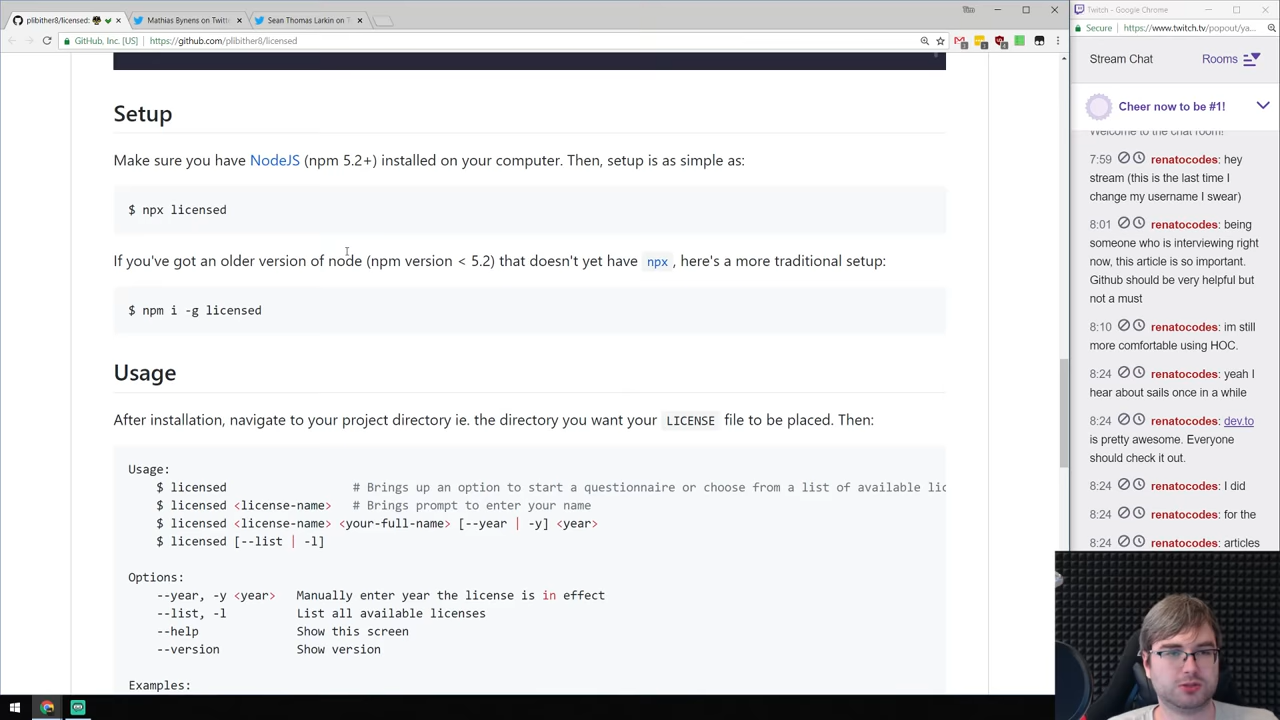 plibither8/licensed:
Mathias Bynens on Twitt
Sean Thomas Larkin on T
Twitch - Google Chrome
GitHub, Inc. [US]
https://github.com/plibither8/licensed
Secure
https://www.twitch.tv/popout/ya...
Setup
Make sure you have NodeJS (npm 5.2+) installed on your computer. Then, setup is as simple as:
$ npx licensed
If you've got an older version of node (npm version < 5.2) that doesn't yet have npx , here's a more traditional setup:
$ npm i -g licensed
Usage
After installation, navigate to your project directory ie. the directory you want your LICENSE file to be placed. Then:
Usage:
$ licensed # Brings up an option to start a questionnaire or choose from a list of available lic
$ licensed <license-name> # Brings prompt to enter your name
$ licensed <license-name> <your-full-name> [--year | -y] <year>
$ licensed [--list | -l]
Options:
--year, -y <year> Manually enter year the license is in effect
--list, -l List all available licenses
--help Show this screen
--version Show version
Examples:
Stream Chat
Rooms
Cheer now to be #1!
Welcome to the chat room!
7:59 renatocodes: hey
stream (this is the last time I
change my username I swear)
8:01 renatocodes: being
someone who is interviewing right
now, this article is so important.
Github should be very helpful but
not a must
8:10 renatocodes: im still
more comfortable using HOC.
8:24 renatocodes: yeah I
hear about sails once in a while
8:24 renatocodes: dev.to
is pretty awesome. Everyone
should check it out.
8:24 renatocodes: I did
8:24 renatocodes: for the
8:24 renatocodes: articles